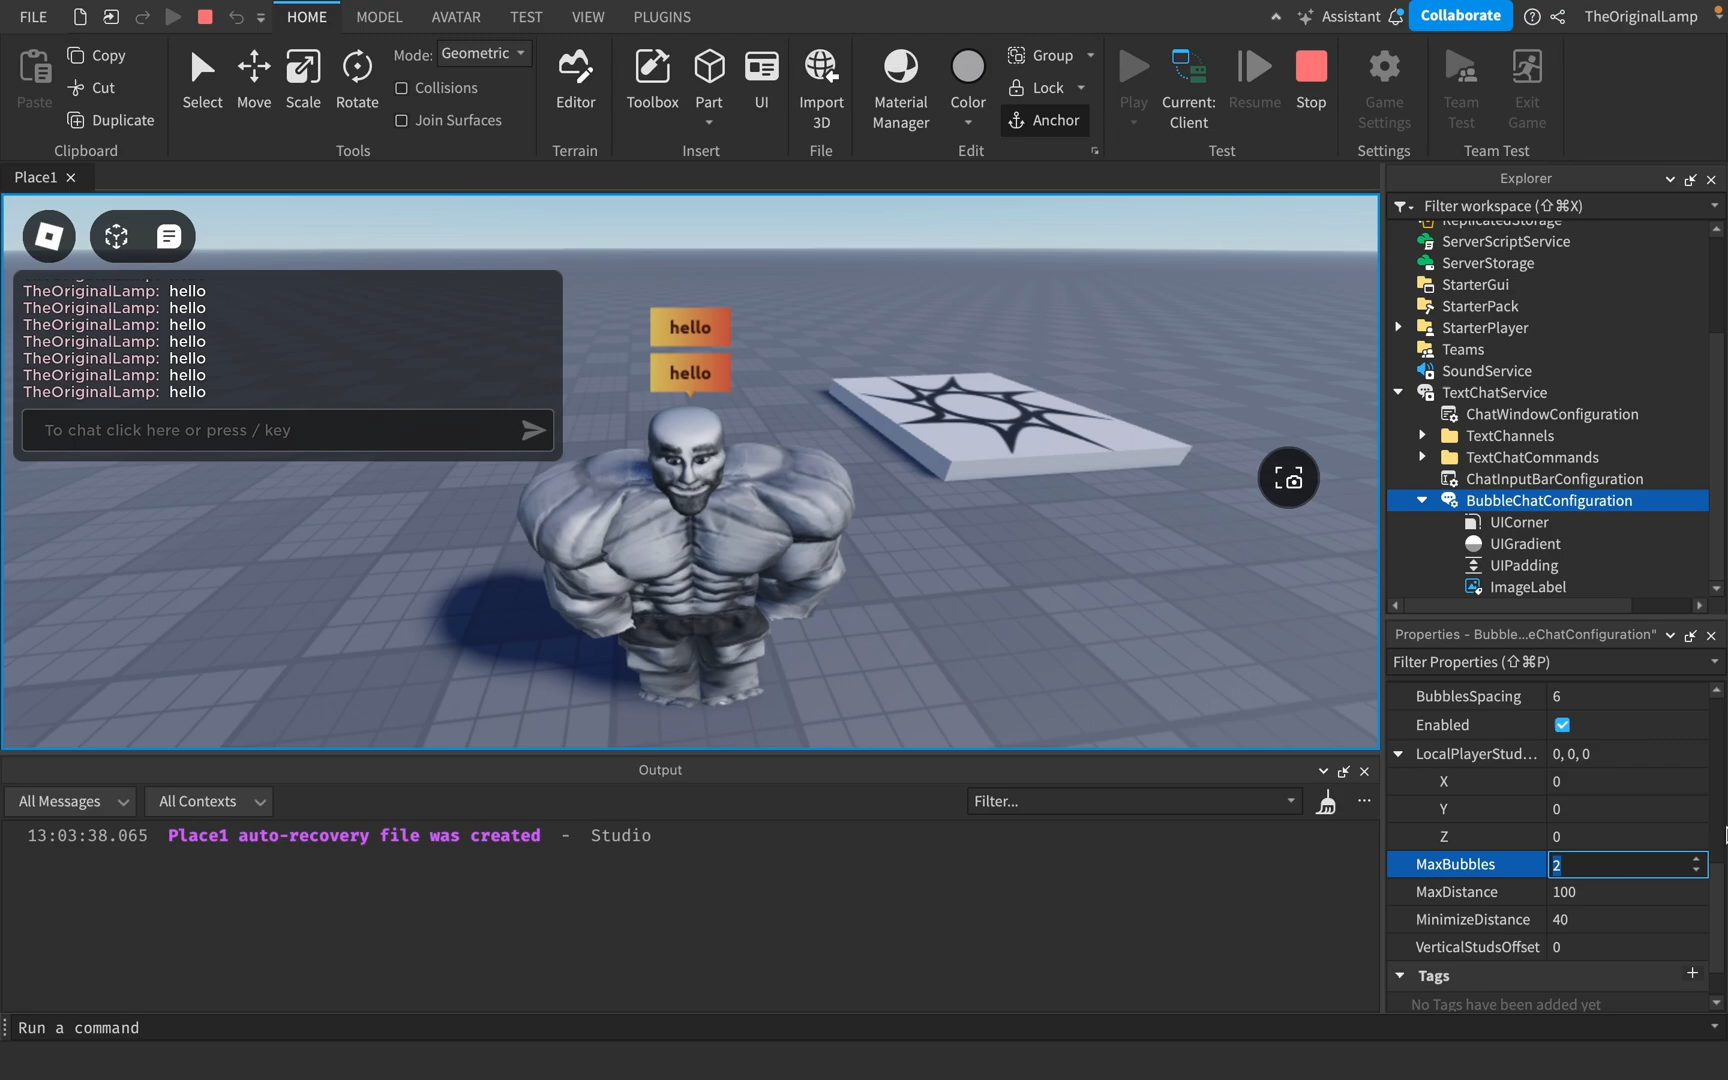 FILE
HOME
MODEL
AVATAR
TEST
VIEW
PLUGINS
Assistant
Collaborate
TheOriginalLamp
Paste
Copy
Cut
Duplicate
Clipboard
Select
Move
Scale
Rotate
Mode: Geometric
Collisions
Join Surfaces
Tools
Editor
Terrain
Toolbox
Part
UI
Insert
Import
3D
File
Material
Manager
Color
Group
Lock
Anchor
Edit
Play
Current:
Client
Resume
Stop
Test
Game
Settings
Settings
Team
Test
Exit
Game
Team Test
Place1
TheOriginalLamp: hello
TheOriginalLamp: hello
TheOriginalLamp: hello
TheOriginalLamp: hello
TheOriginalLamp: hello
TheOriginalLamp: hello
TheOriginalLamp: hello
To chat click here or press / key
hello
hello
Explorer
Filter workspace (⇧⌘X)
ReplicatedStorage
ServerScriptService
ServerStorage
StarterGui
StarterPack
StarterPlayer
Teams
SoundService
TextChatService
ChatWindowConfiguration
TextChannels
TextChatCommands
ChatInputBarConfiguration
BubbleChatConfiguration
UICorner
UIGradient
UIPadding
ImageLabel
Properties - Bubble...eChatConfiguration"
Filter Properties (⇧⌘P)
BubblesSpacing 6
Enabled
LocalPlayerStud... 0, 0, 0
X 0
Y 0
Z 0
MaxBubbles 2
MaxDistance 100
MinimizeDistance 40
VerticalStudsOffset 0
Tags +
No Tags have been added yet
Output
All Messages
All Contexts
Filter...
13:03:38.065 Place1 auto-recovery file was created - Studio
Run a command